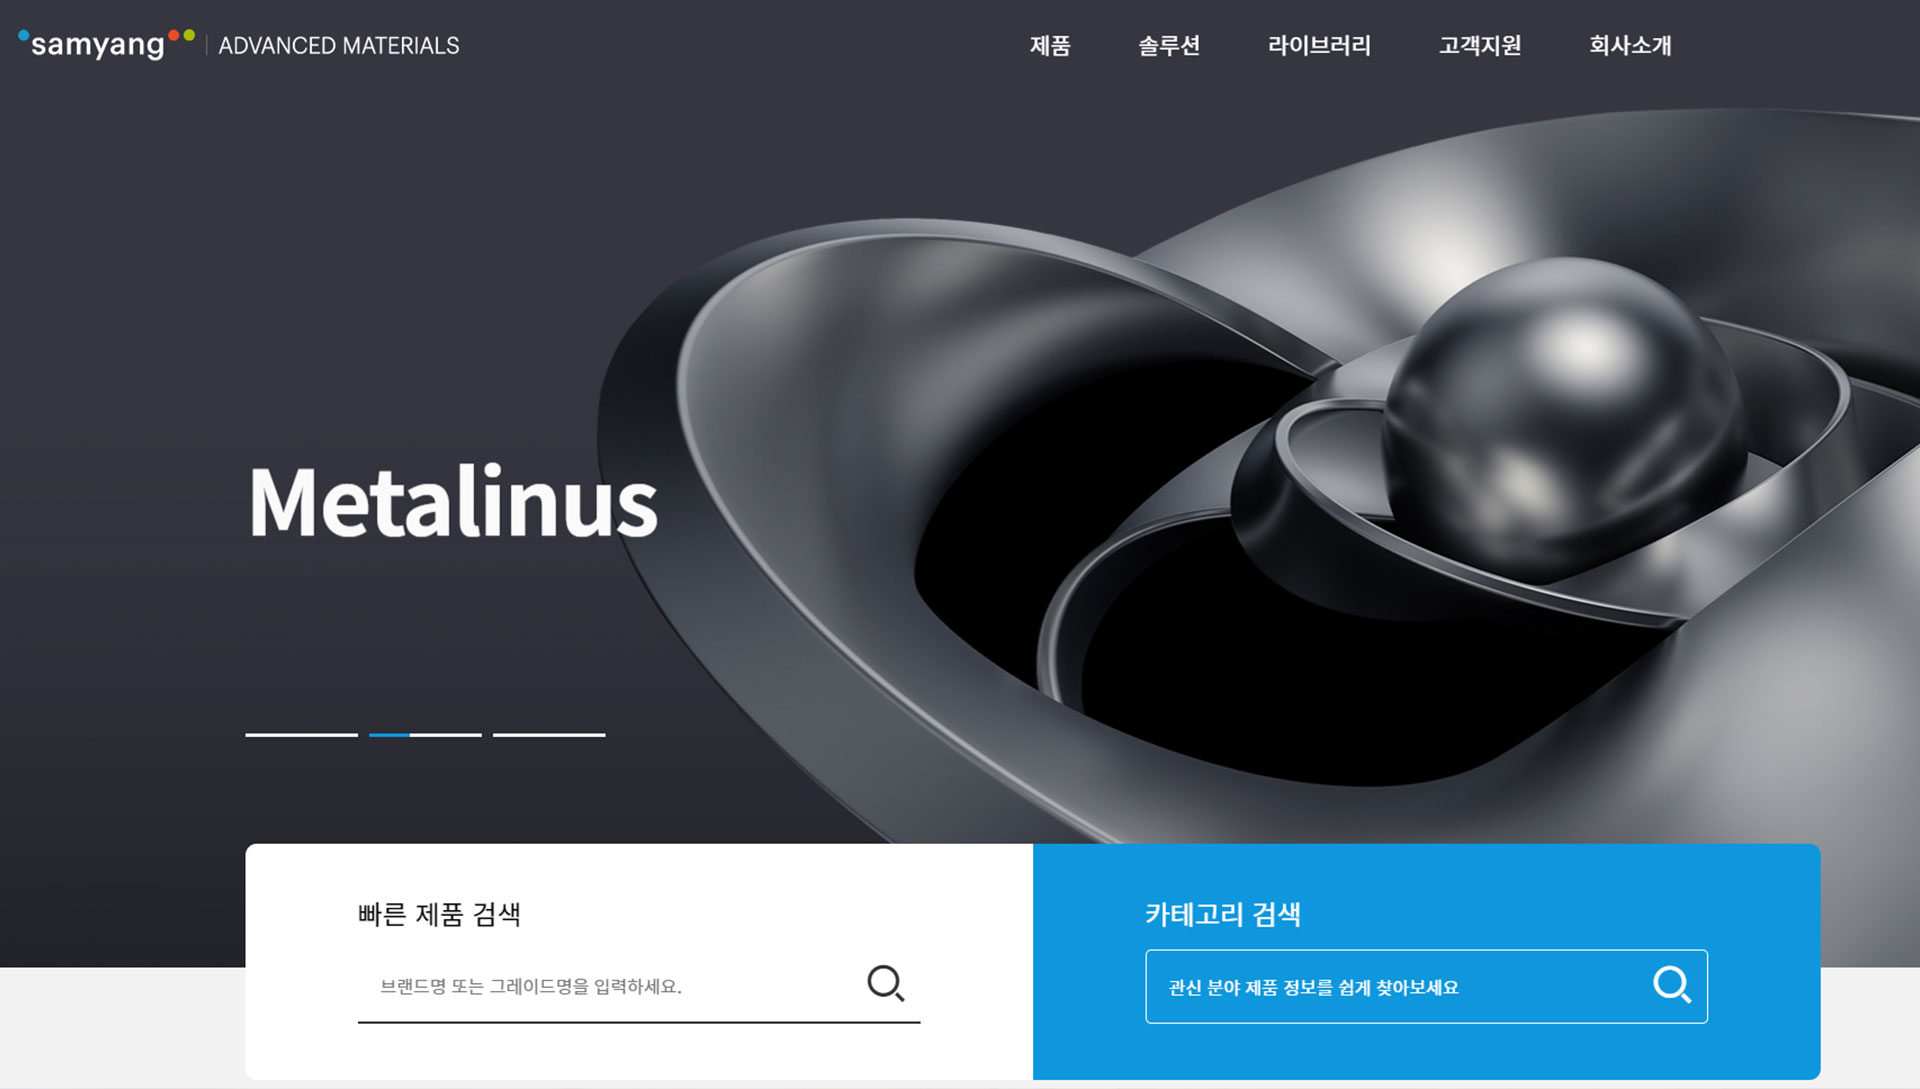 samyang ADVANCED MATERIALS
제품 솔루션 라이브러리 고객지원 회사소개
Metalinus
빠른 제품 검색
브랜드명 또는 그레이드명을 입력하세요.
카테고리 검색
관신 분야 제품 정보를 쉽게 찾아보세요